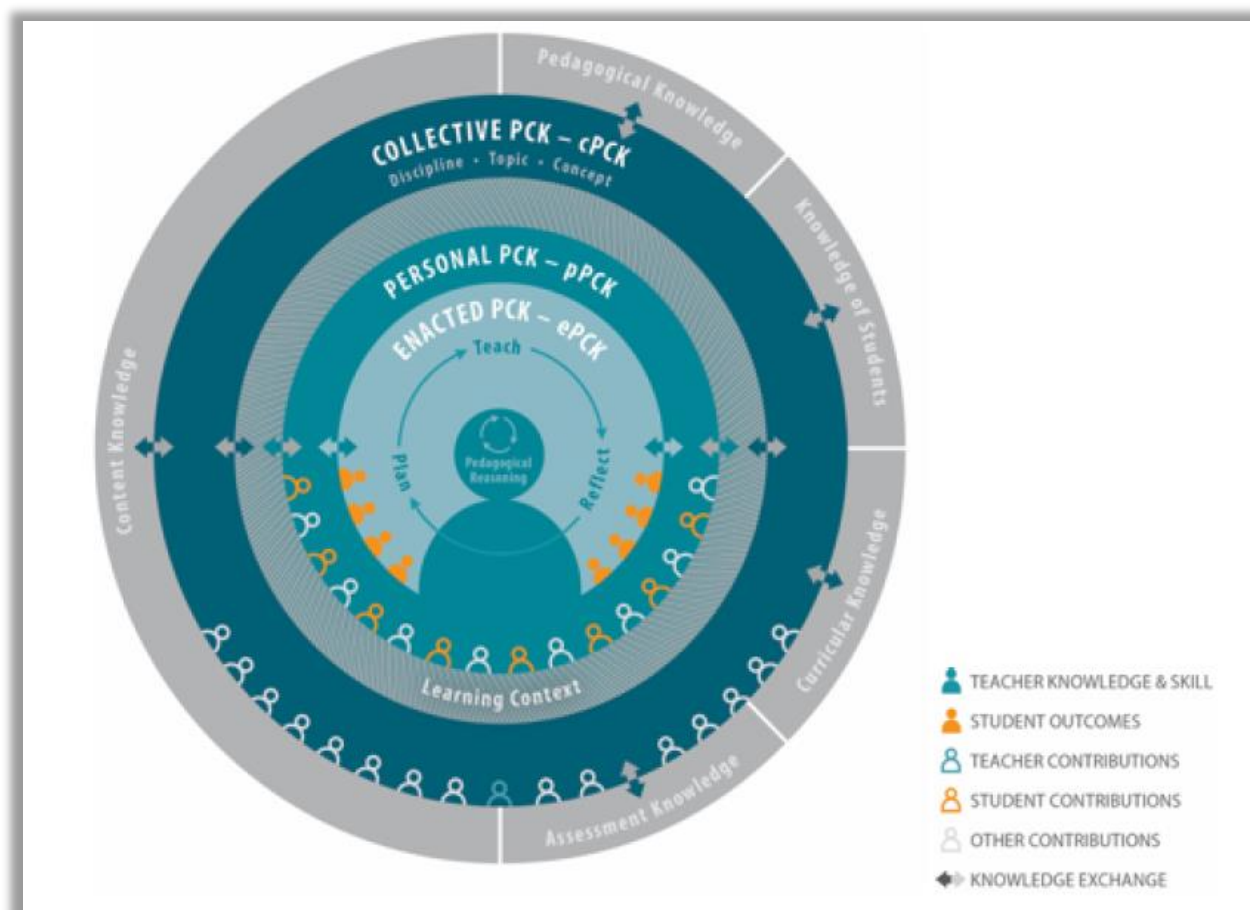 Pedagogical Knowledge
COLLECTIVE PCK – cPCK
Discipline • Topic • Concept
Knowledge of Students
PERSONAL PCK – pPCK
ENACTED PCK – ePCK
Teach
Content Knowledge
Pedagogical
Reasoning
Plan
Reflect
Curricular Knowledge
Learning Context
Assessment Knowledge
TEACHER KNOWLEDGE & SKILL
STUDENT OUTCOMES
TEACHER CONTRIBUTIONS
STUDENT CONTRIBUTIONS
OTHER CONTRIBUTIONS
KNOWLEDGE EXCHANGE